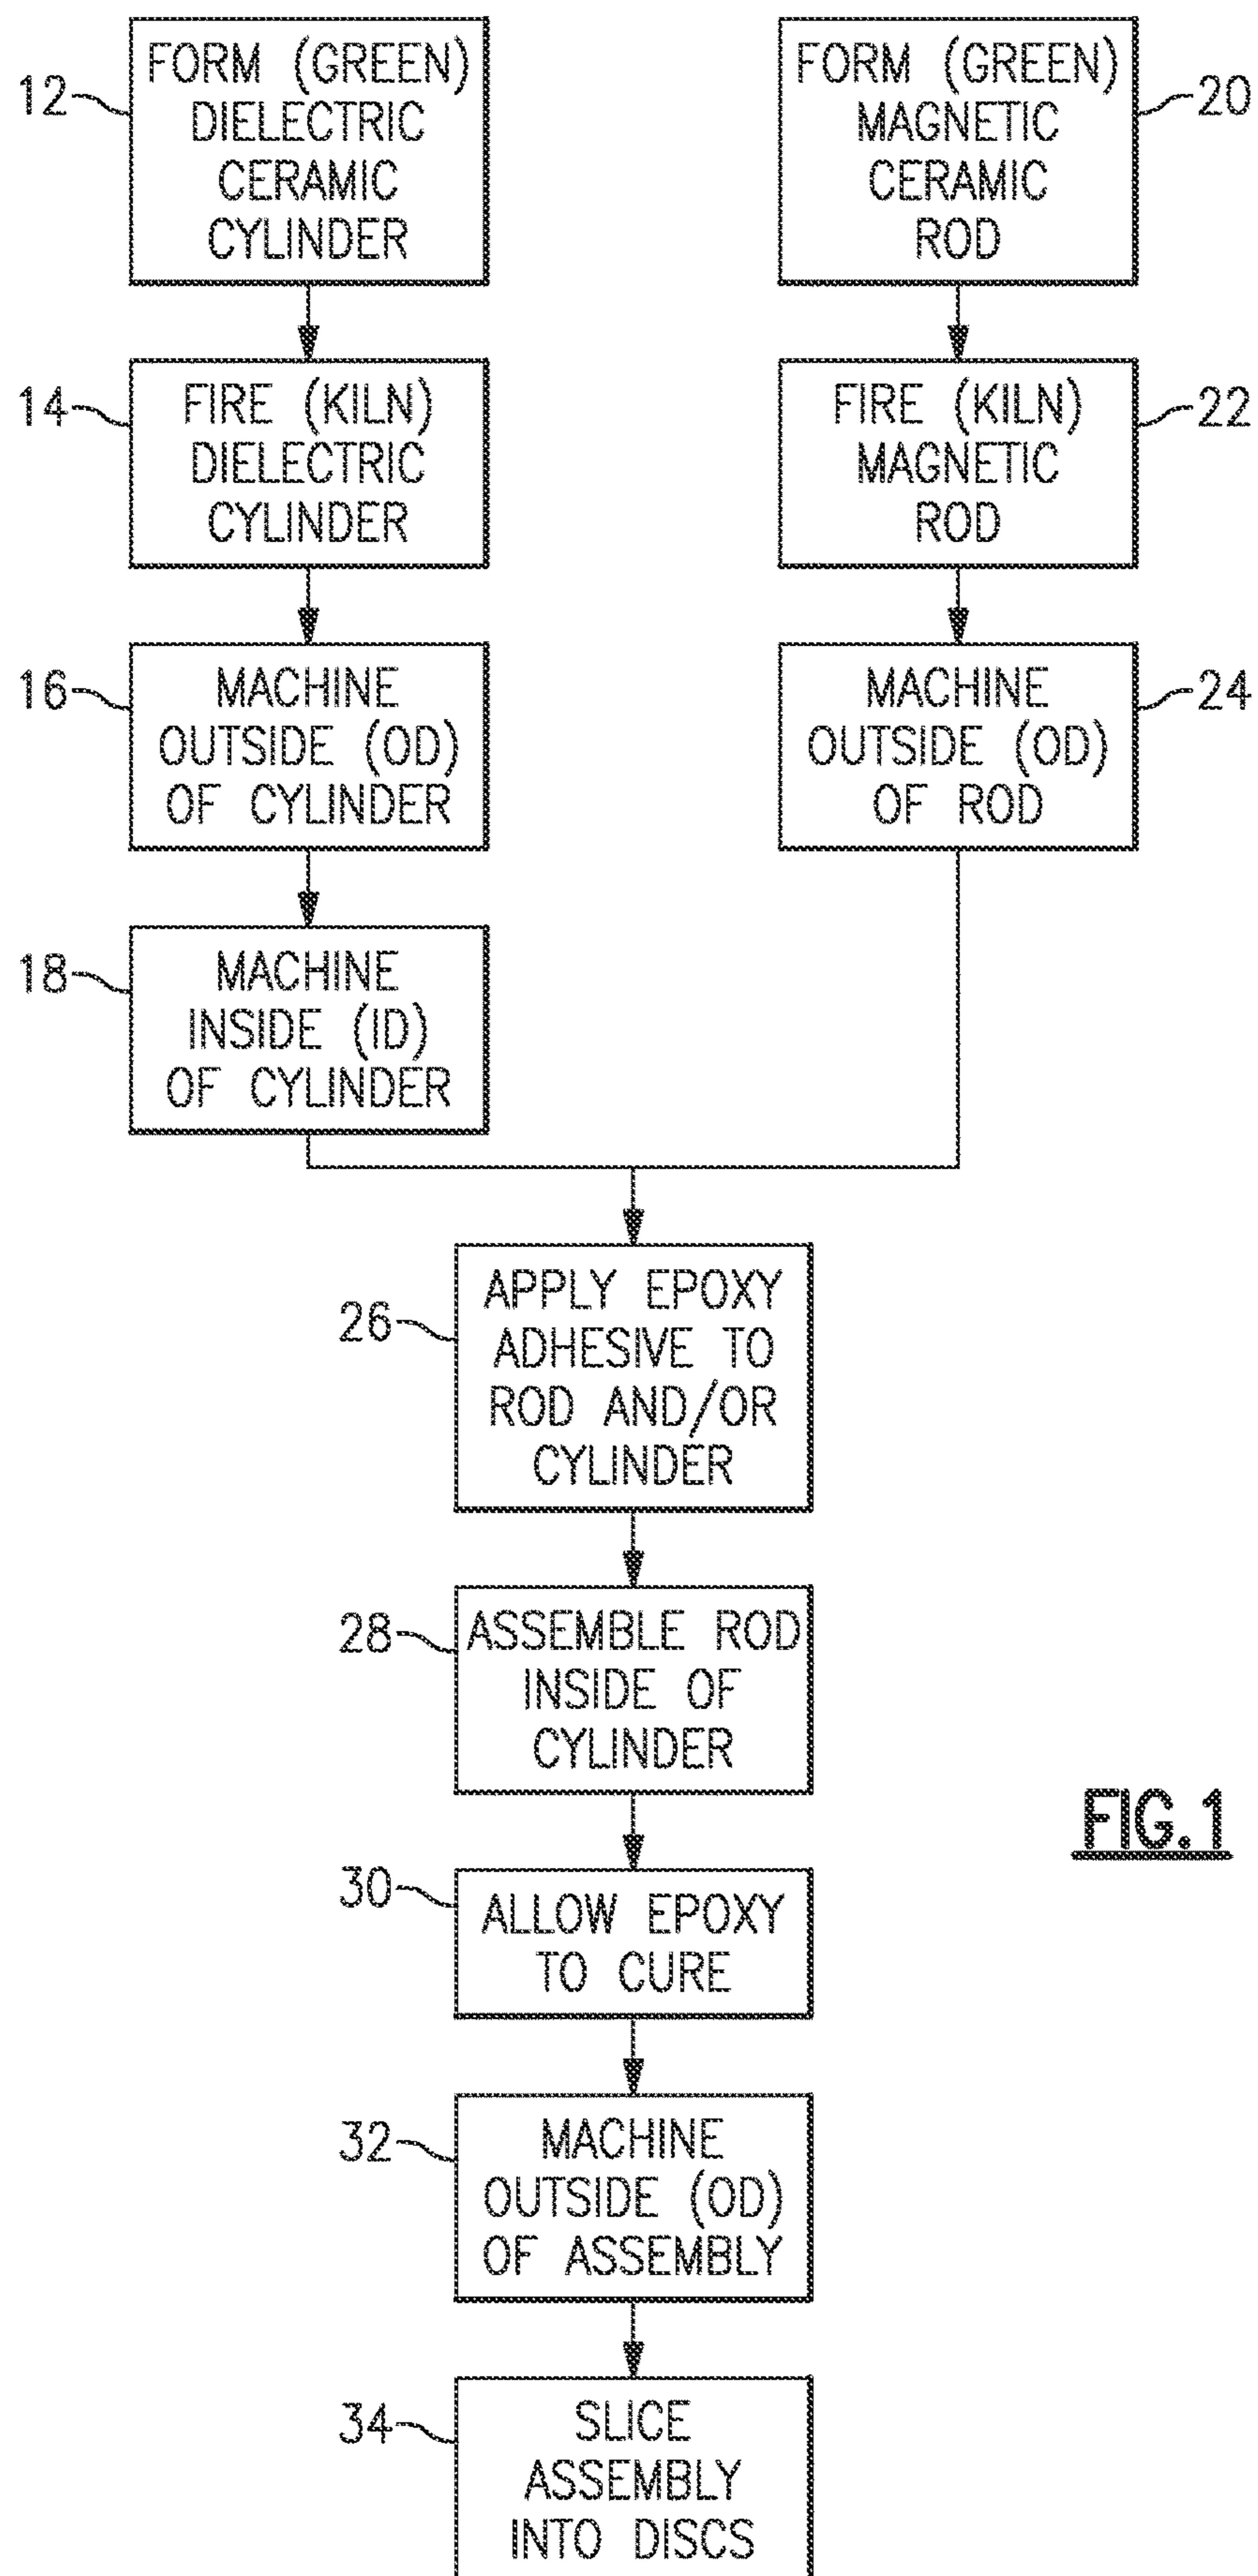 12
FORM (GREEN)
DIELECTRIC
CERAMIC
CYLINDER
14
FIRE (KILN)
DIELECTRIC
CYLINDER
16
MACHINE
OUTSIDE (OD)
OF CYLINDER
18
MACHINE
INSIDE (ID)
OF CYLINDER
20
FORM (GREEN)
MAGNETIC
CERAMIC
ROD
22
FIRE (KILN)
MAGNETIC
ROD
24
MACHINE
OUTSIDE (OD)
OF ROD
26
APPLY EPOXY
ADHESIVE TO
ROD AND/OR
CYLINDER
28
ASSEMBLE ROD
INSIDE OF
CYLINDER
30
ALLOW EPOXY
TO CURE
32
MACHINE
OUTSIDE (OD)
OF ASSEMBLY
34
SLICE
ASSEMBLY
INTO DISCS
FIG.1